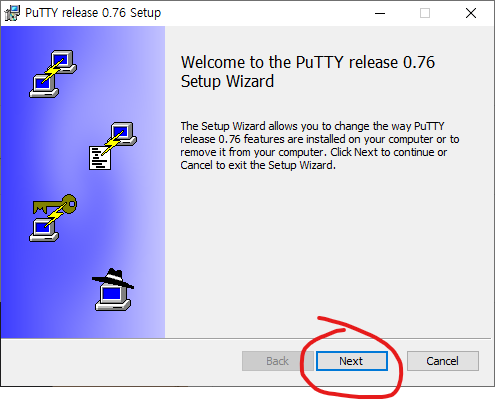 PuTTY release 0.76 Setup
Welcome to the PuTTY release 0.76
Setup Wizard
The Setup Wizard allows you to change the way PuTTY
release 0.76 features are installed on your computer or to
remove it from your computer. Click Next to continue or
Cancel to exit the Setup Wizard.
Back
Next
Cancel